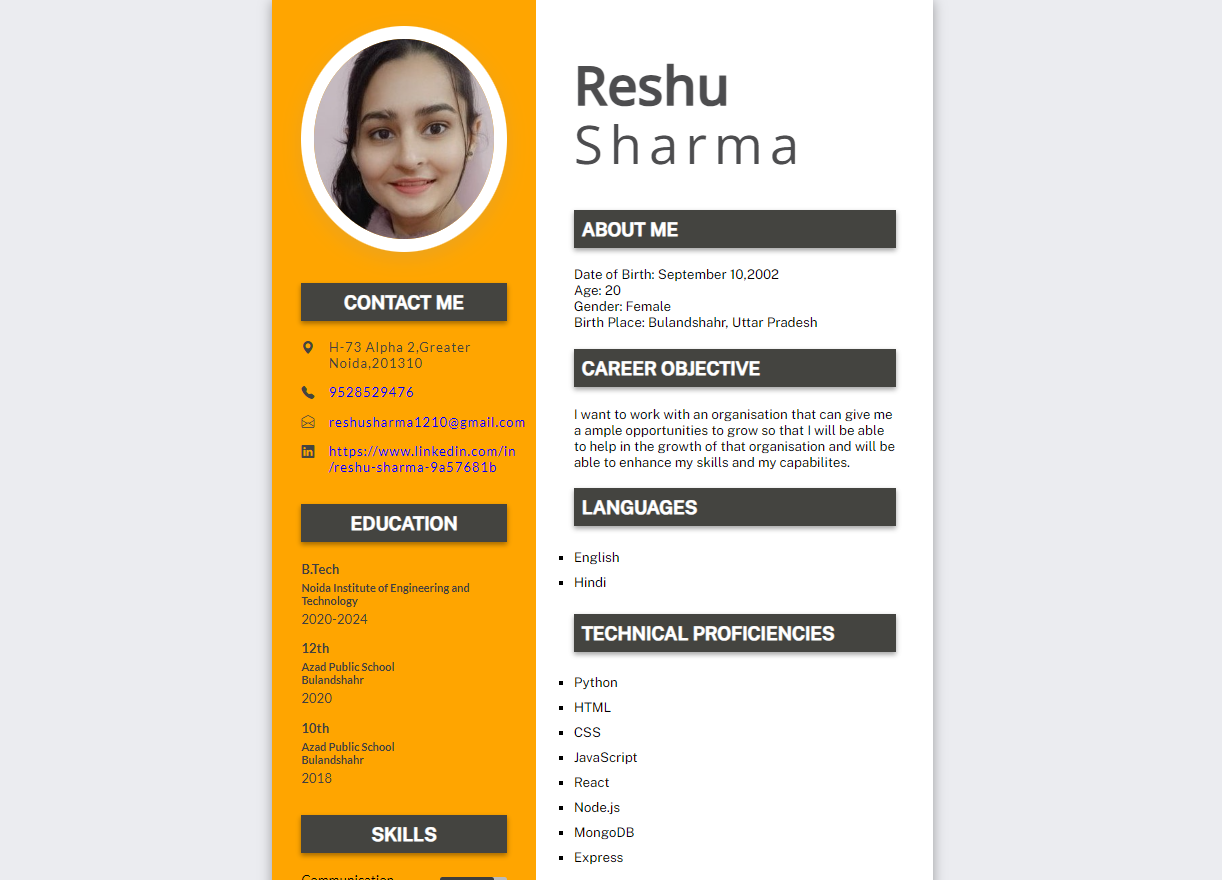 CONTACT ME
H-73 Alpha 2,Greater
Noida,201310
9528529476
reshusharma1210@gmail.com
https://www.linkedin.com/in
/reshu-sharma-9a57681b
EDUCATION
B.Tech
Noida Institute of Engineering and
Technology
2020-2024
12th
Azad Public School
Bulandshahr
2020
10th
Azad Public School
Bulandshahr
2018
SKILLS
Communication
Reshu
Sharma
ABOUT ME
Date of Birth: September 10,2002
Age: 20
Gender: Female
Birth Place: Bulandshahr, Uttar Pradesh
CAREER OBJECTIVE
I want to work with an organisation that can give me
a ample opportunities to grow so that I will be able
to help in the growth of that organisation and will be
able to enhance my skills and my capabilites.
LANGUAGES
English
Hindi
TECHNICAL PROFICIENCIES
Python
HTML
CSS
JavaScript
React
Node.js
MongoDB
Express